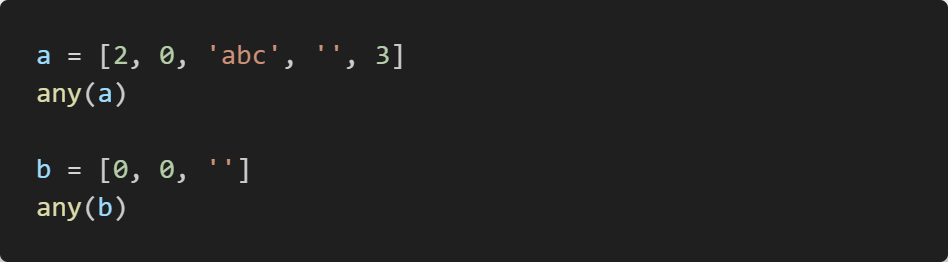 a = [2, 0, 'abc', '', 3]
any(a)
b = [0, 0, '']
any(b)